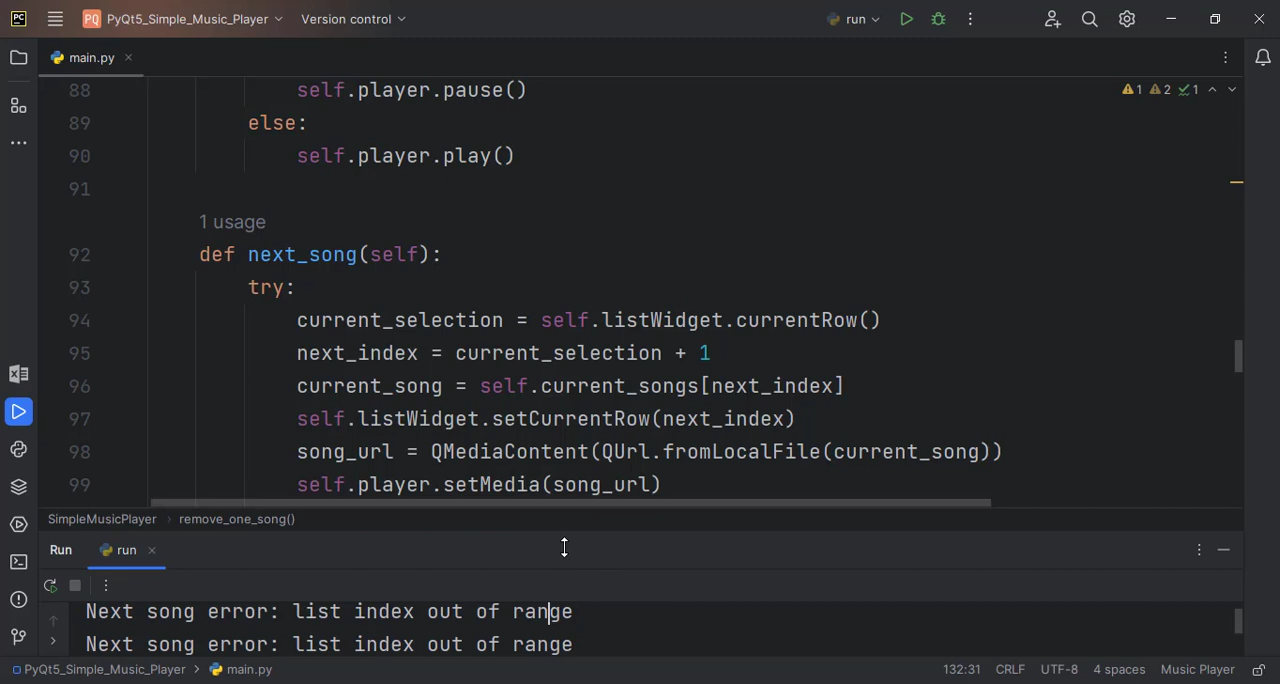 PC PQ PyQt5_Simple_Music_Player Version control run
main.py
88 self.player.pause() 1 2 1
89 else:
90 self.player.play()
91
1 usage
92 def next_song(self):
93 try:
94 current_selection = self.listWidget.currentRow()
95 next_index = current_selection + 1
96 current_song = self.current_songs[next_index]
97 self.listWidget.setCurrentRow(next_index)
98 song_url = QMediaContent(QUrl.fromLocalFile(current_song))
99 self.player.setMedia(song_url)
SimpleMusicPlayer › remove_one_song()
Run run
Next song error: list index out of range
Next song error: list index out of range
PyQt5_Simple_Music_Player › main.py 132:31 CRLF UTF-8 4 spaces Music Player